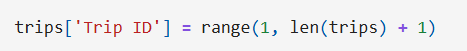 trips['Trip ID'] = range(1, len(trips) + 1)